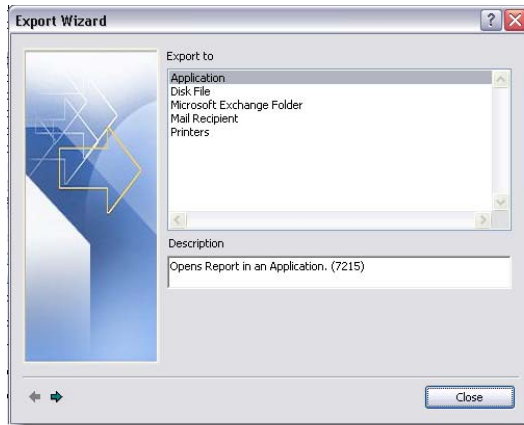 Export Wizard
Export to
Application
Disk File
Microsoft Exchange Folder
Mail Recipient
Printers
Description
Opens Report in an Application. (7215)
Close